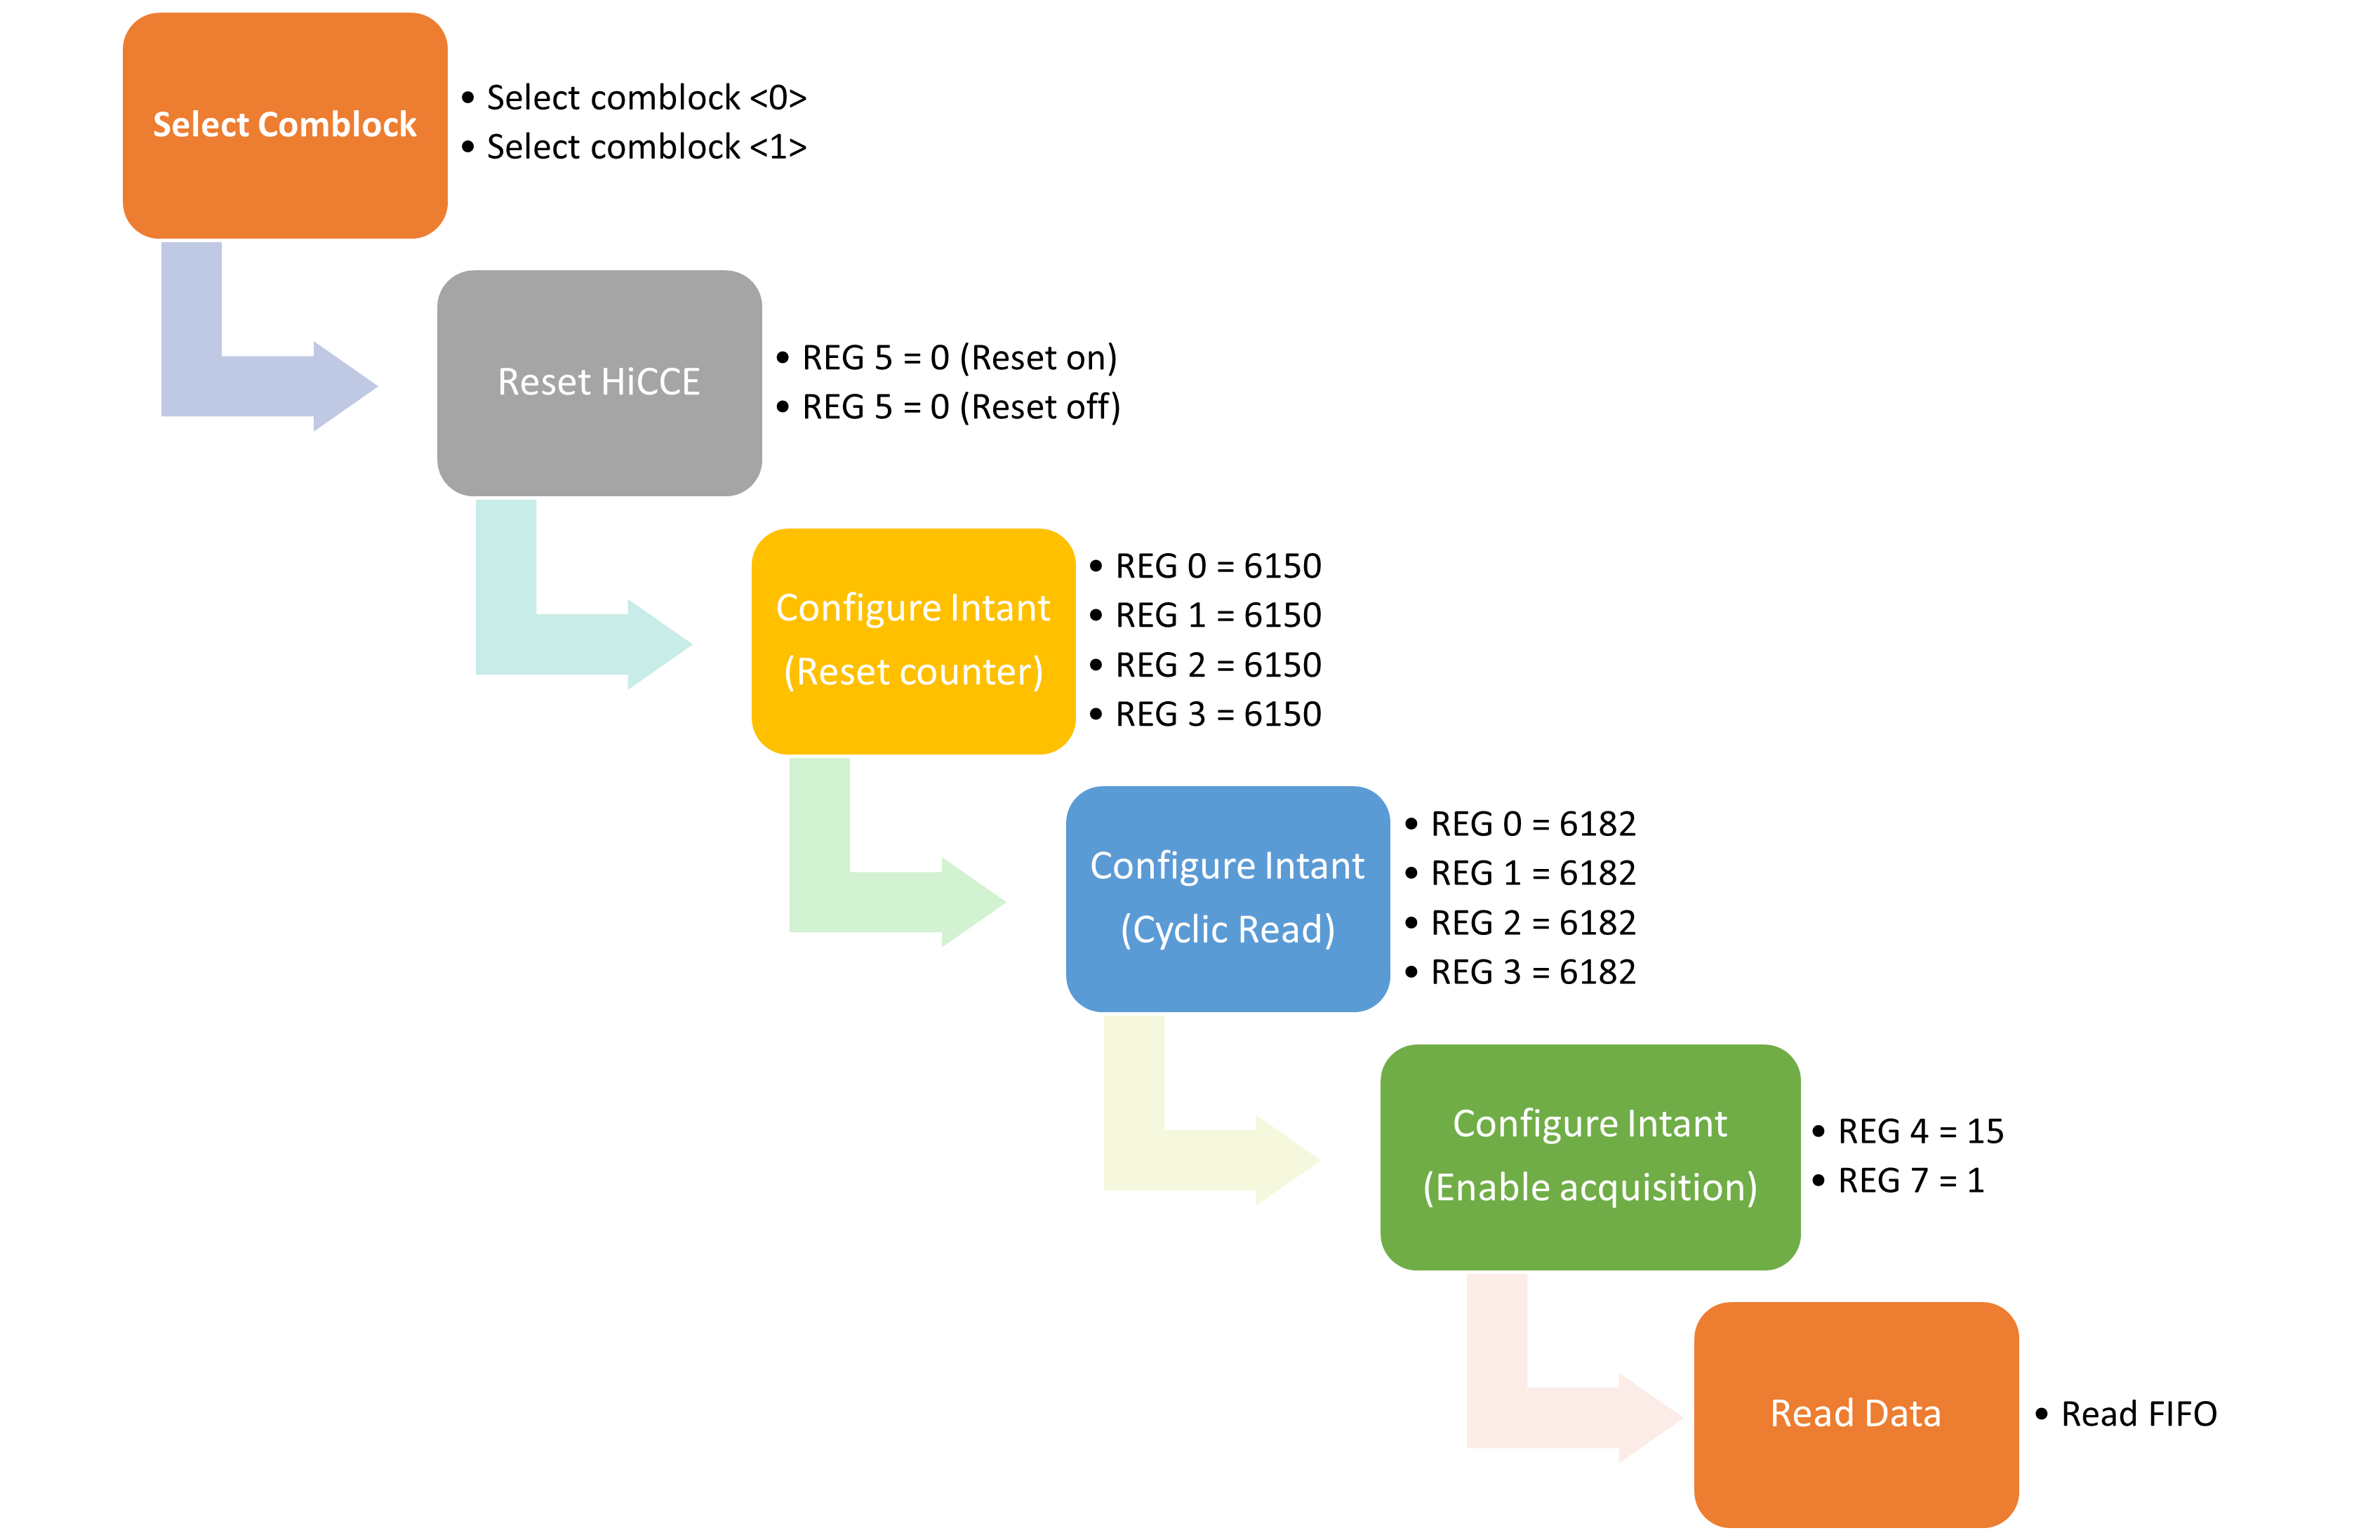 Select Comblock
• Select comblock <0>
• Select comblock <1>
Reset HiCCE
• REG 5 = 0 (Reset on)
• REG 5 = 0 (Reset off)
Configure Intant
(Reset counter)
• REG 0 = 6150
• REG 1 = 6150
• REG 2 = 6150
• REG 3 = 6150
Configure Intant
(Cyclic Read)
• REG 0 = 6182
• REG 1 = 6182
• REG 2 = 6182
• REG 3 = 6182
Configure Intant
(Enable acquisition)
• REG 4 = 15
• REG 7 = 1
Read Data
• Read FIFO